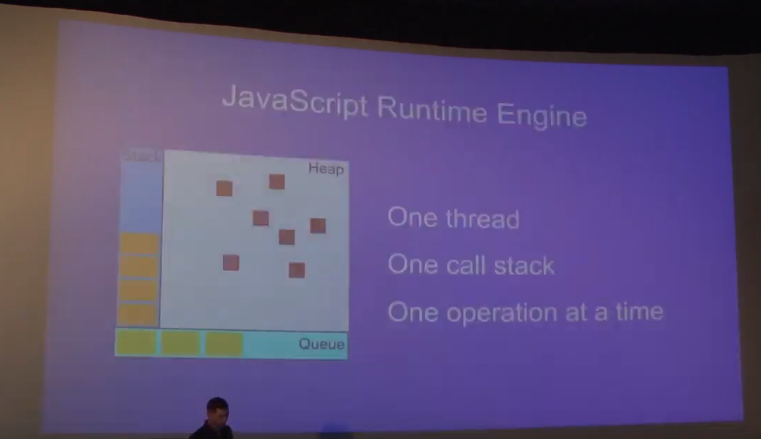 JavaScript Runtime Engine
Stack
Heap
One thread
One call stack
One operation at a time
Queue